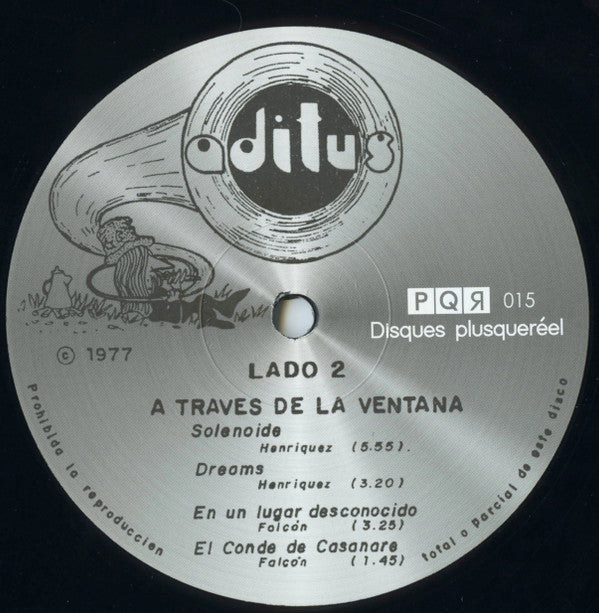 aditus
PQЯ 015
Disques plusqueréel
© 1977
LADO 2
A TRAVES DE LA VENTANA
Solenoide
Henriquez (5.55).
Dreams
Henriquez (3.20)
En un lugar desconocido
Falcón (3.25)
El Conde de Casanare
Falcón (1.45)
Prohibida la reproduccion total o Parcial de este disco